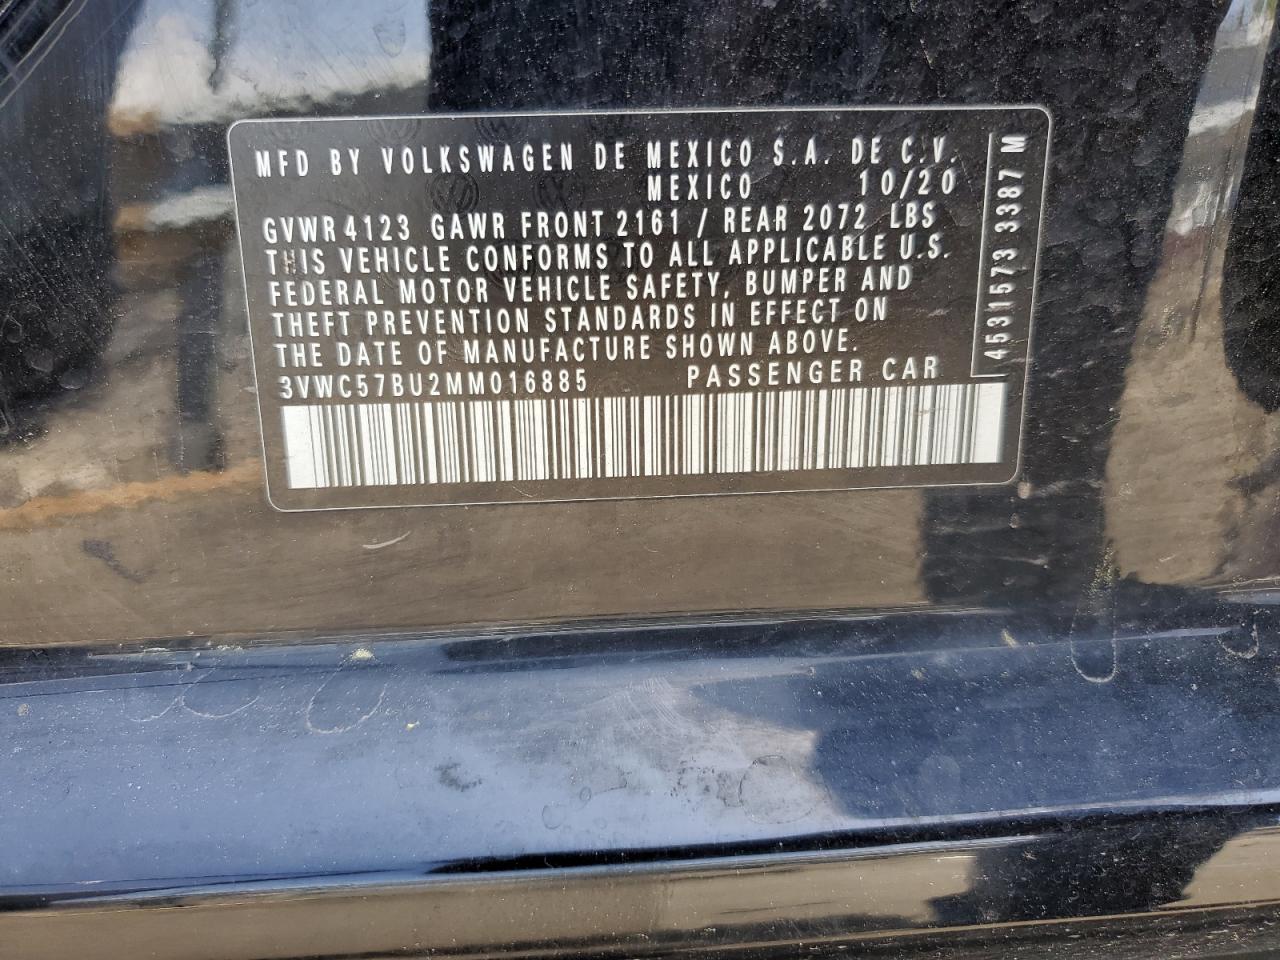 MFD BY VOLKSWAGEN DE MEXICO S.A. DE C.V.
MEXICO 10/20
GVWR 4123 GAWR FRONT 2161 / REAR 2072 LBS
THIS VEHICLE CONFORMS TO ALL APPLICABLE U.S.
FEDERAL MOTOR VEHICLE SAFETY, BUMPER AND
THEFT PREVENTION STANDARDS IN EFFECT ON
THE DATE OF MANUFACTURE SHOWN ABOVE.
3VWC57BU2MM016885 PASSENGER CAR
4531573 3387 M